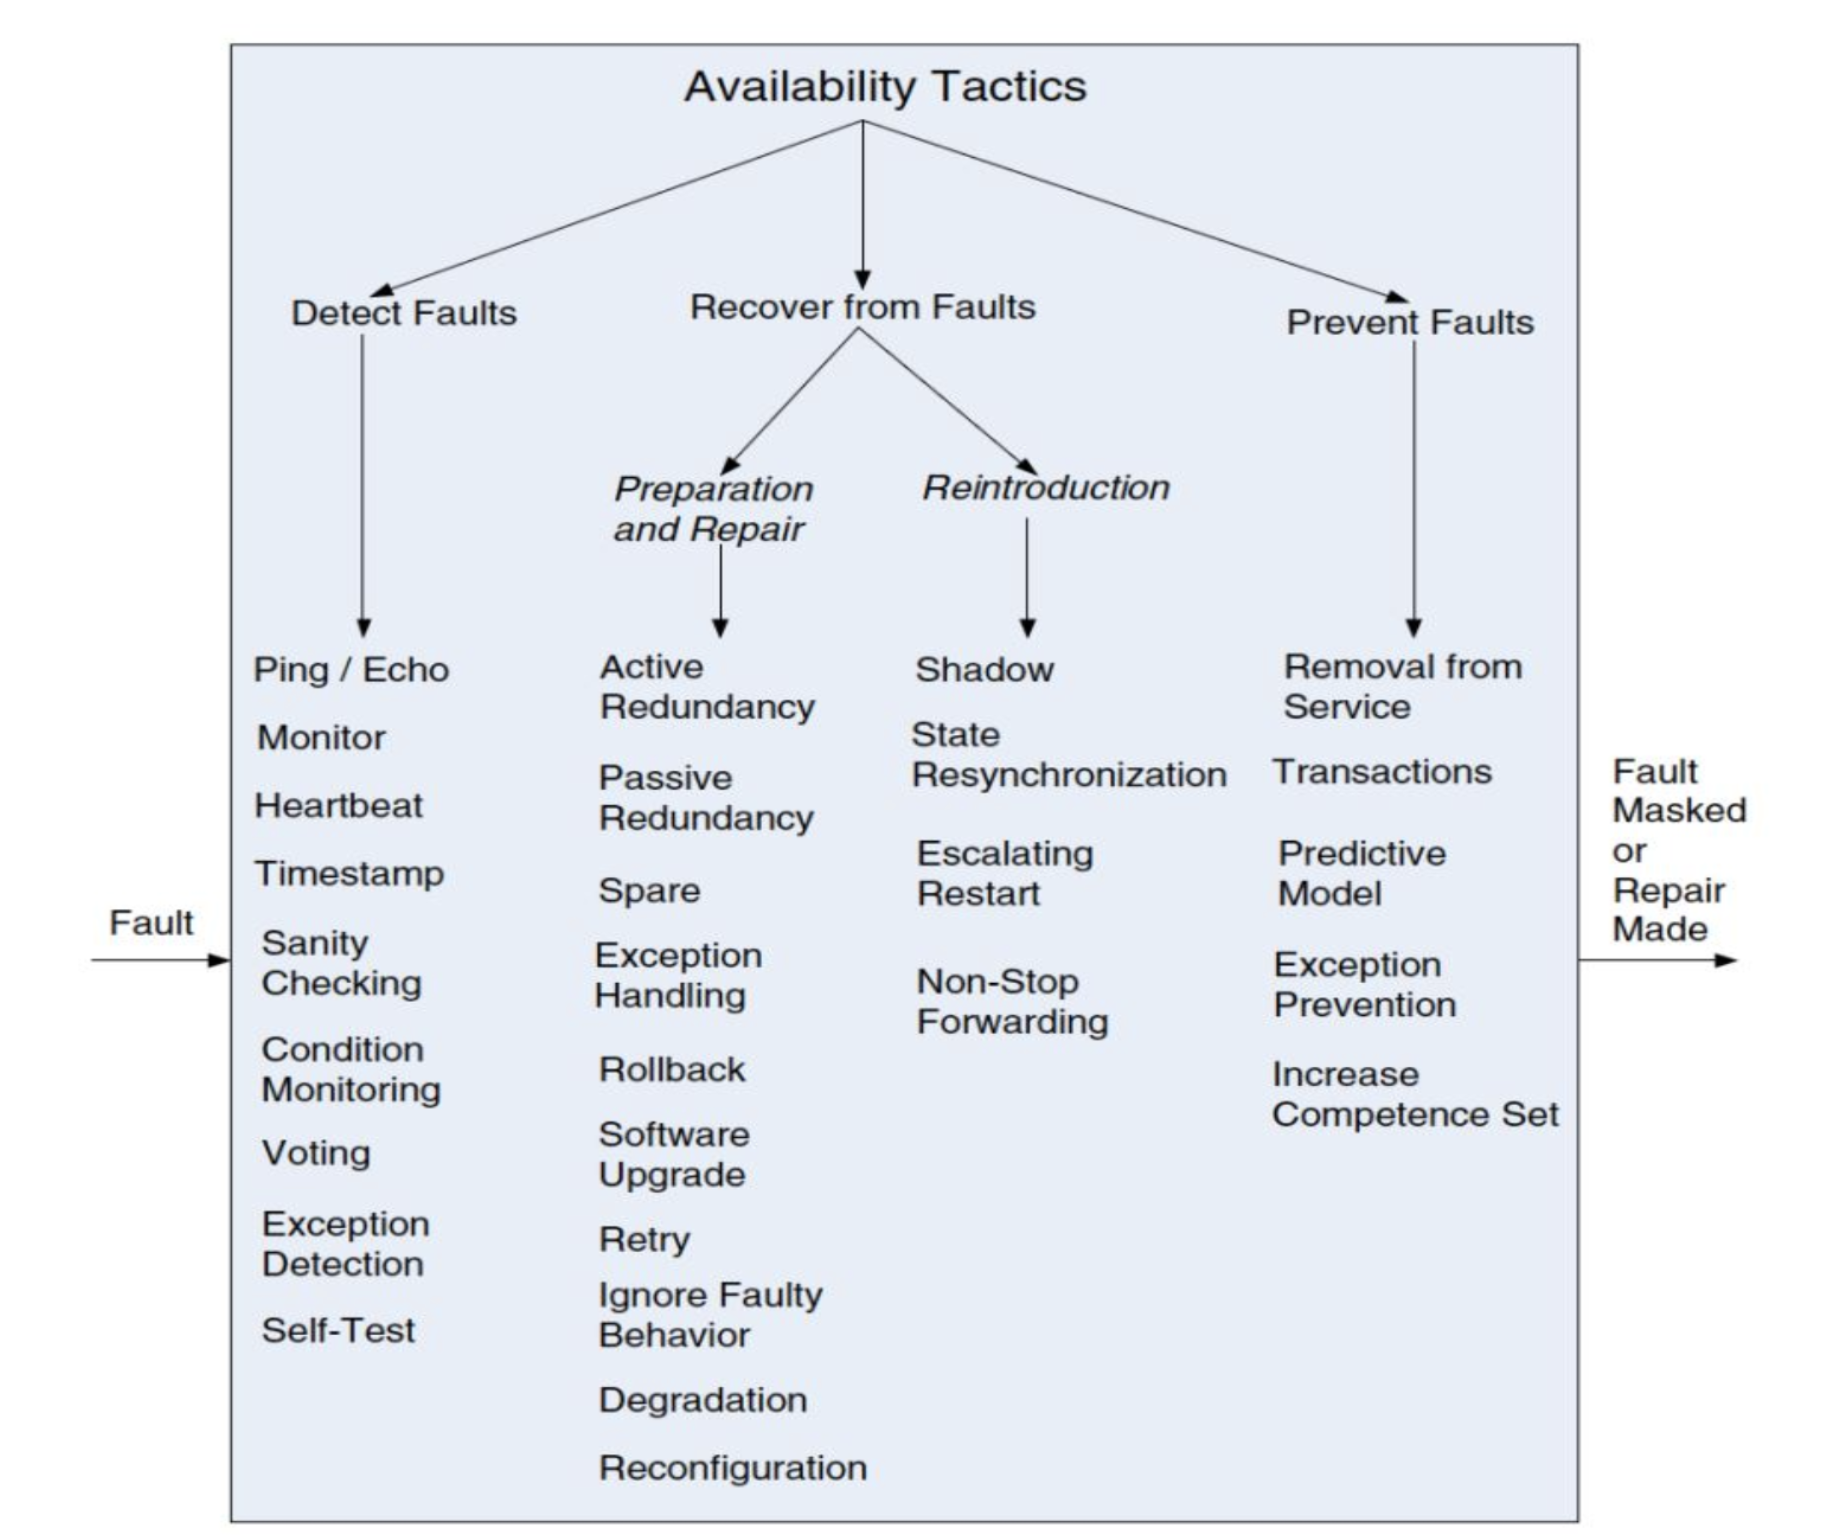 Availability Tactics
Detect Faults
Recover from Faults
Prevent Faults
Preparation
and Repair
Reintroduction
Fault
Ping / Echo
Monitor
Heartbeat
Timestamp
Sanity
Checking
Condition
Monitoring
Voting
Exception
Detection
Self-Test
Active
Redundancy
Passive
Redundancy
Spare
Exception
Handling
Rollback
Software
Upgrade
Retry
Ignore Faulty
Behavior
Degradation
Reconfiguration
Shadow
State
Resynchronization
Escalating
Restart
Non-Stop
Forwarding
Removal from
Service
Transactions
Predictive
Model
Exception
Prevention
Increase
Competence Set
Fault
Masked
or
Repair
Made